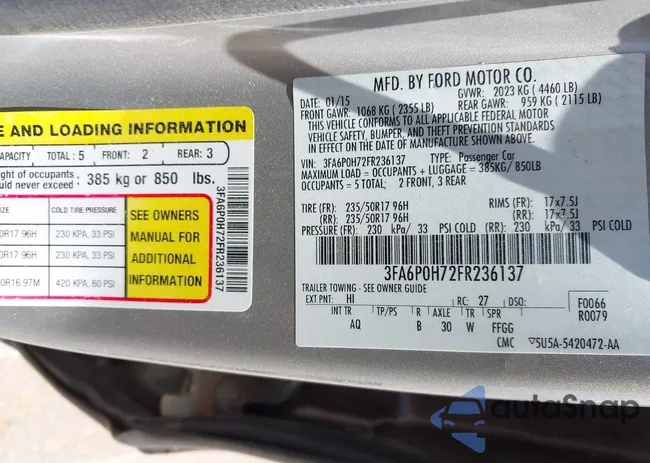 E AND LOADING INFORMATION
APACITY TOTAL: 5 FRONT: 2 REAR: 3
ght of occupants
uld never exceed : 385 kg or 850 lbs.
ZE COLD TIRE PRESSURE
0R17 96H 230 KPA, 33 PSI
0R17 96H 230 KPA, 33 PSI
0R16 97M 420 KPA, 60 PSI
SEE OWNERS
MANUAL FOR
ADDITIONAL
INFORMATION
3FA6P0H72FR236137
MFD. BY FORD MOTOR CO.
01/15 GVWR: 2023 KG ( 4460 LB)
FRONT GAWR: 1068 KG ( 2355 LB) REAR GAWR: 959 KG ( 2115 LB)
THIS VEHICLE CONFORMS TO ALL APPLICABLE FEDERAL MOTOR
VEHICLE SAFETY, BUMPER, AND THEFT PREVENTION STANDARDS
IN EFFECT ON THE DATE OF MANUFACTURE SHOWN ABOVE.
VIN: 3FA6P0H72FR236137 TYPE: Passenger Car
MAXIMUM LOAD = OCCUPANTS + LUGGAGE = 385KG/ 850LB
OCCUPANTS = 5 TOTAL: 2 FRONT, 3 REAR
TIRE (FR): 235/50R17 96H RIMS (FR): 17x7.5J
(RR): 235/50R17 96H (RR): 17x7.5J
PSI/COLD (FR): 230 kPa/ 33 PSI COLD (RR): 230 kPa/ 33 PSI COLD
3FA6P0H72FR236137
TRAILER TOWING - SEE OWNER GUIDE
EXT PNT: HI RC: 27 DSO: F0066
R0079
INT TR TP/PS R AXLE TR SPR
AQ B 30 W FFGG
CMC ▽5U5A-5420472-AA
autoSnap